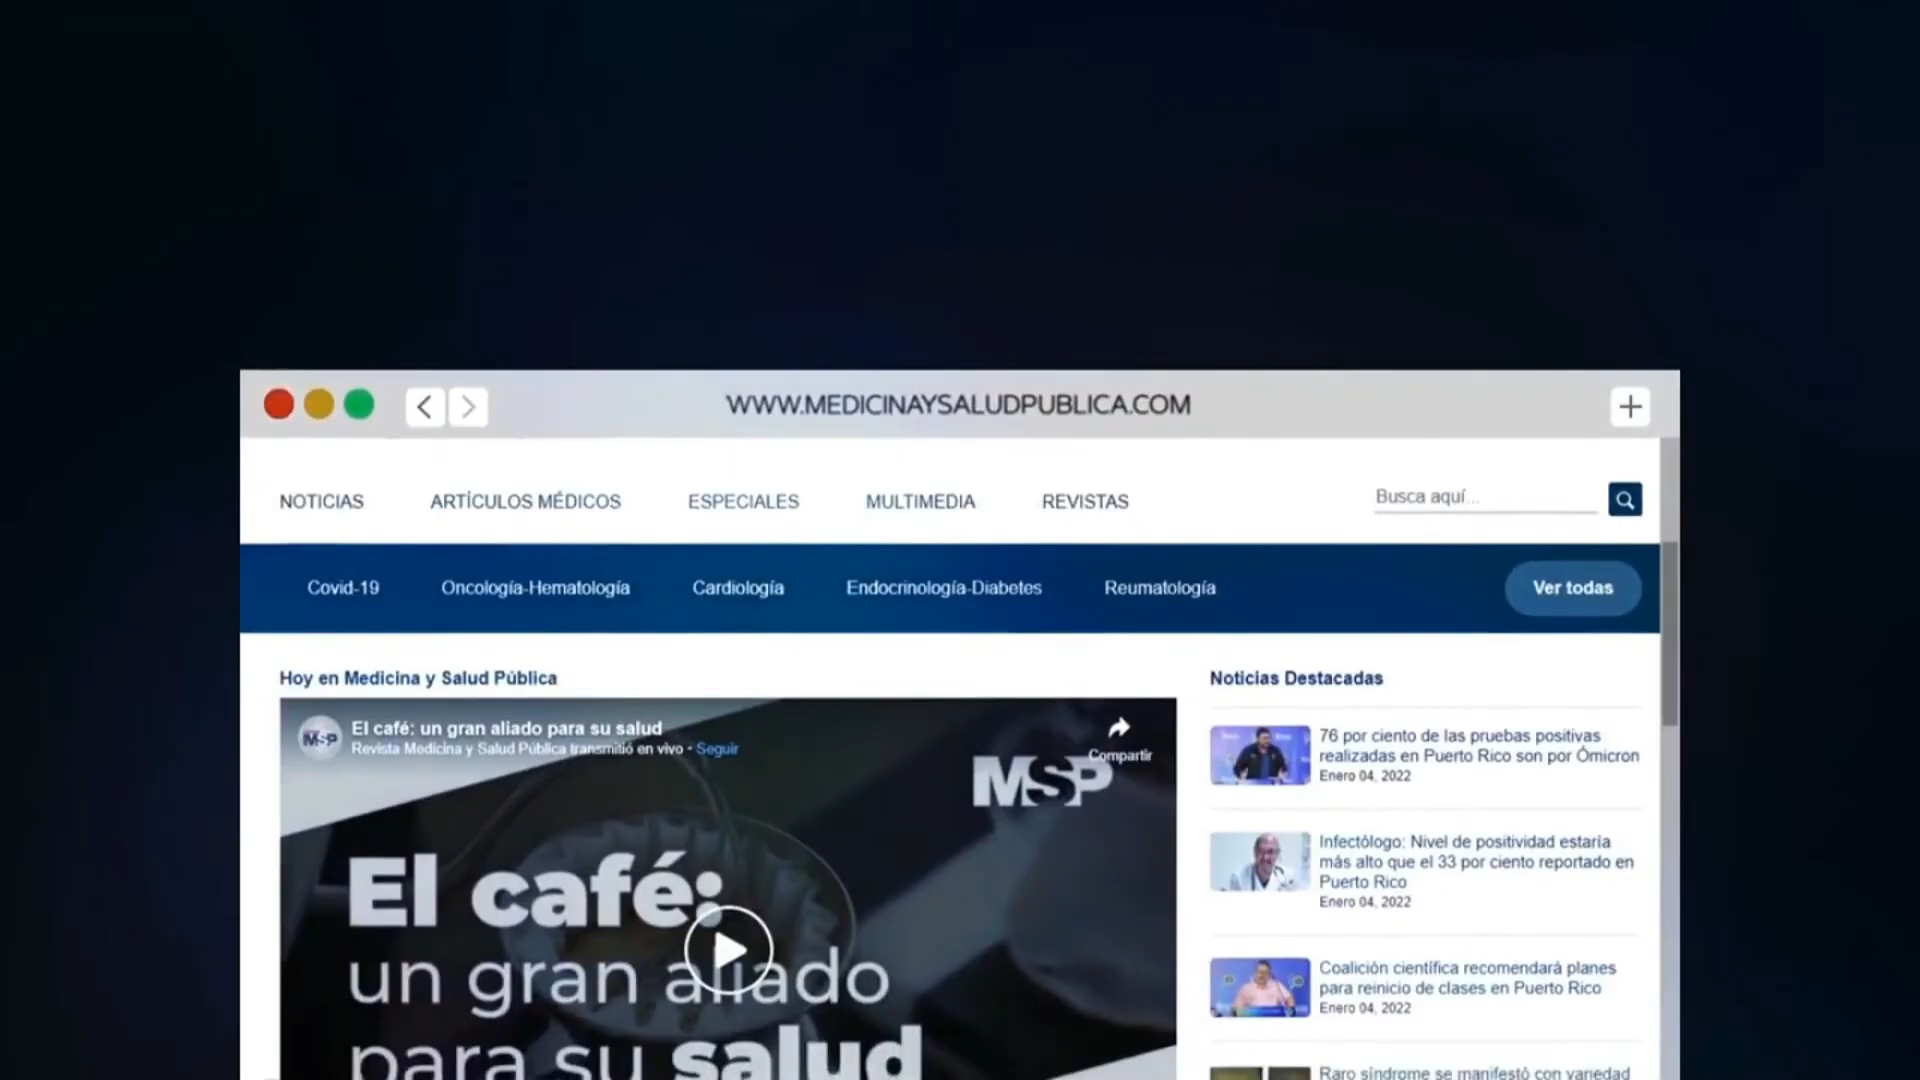 WWW.MEDICINAYSALUDPUBLICA.COM
NOTICIAS
ARTÍCULOS MÉDICOS
ESPECIALES
MULTIMEDIA
REVISTAS
Busca aquí...
Covid-19
Oncología-Hematología
Cardiología
Endocrinología-Diabetes
Reumatología
Ver todas
Hoy en Medicina y Salud Pública
MSP
El café: un gran aliado para su salud
Revista Medicina y Salud Pública transmitió en vivo · Seguir
Compartir
MSP
El café:
un gran aliado
para su salud
Noticias Destacadas
76 por ciento de las pruebas positivas
realizadas en Puerto Rico son por Ómicron
Enero 04, 2022
Infectólogo: Nivel de positividad estaría
más alto que el 33 por ciento reportado en
Puerto Rico
Enero 04, 2022
Coalición científica recomendará planes
para reinicio de clases en Puerto Rico
Enero 04, 2022
Raro síndrome se manifestó con variedad